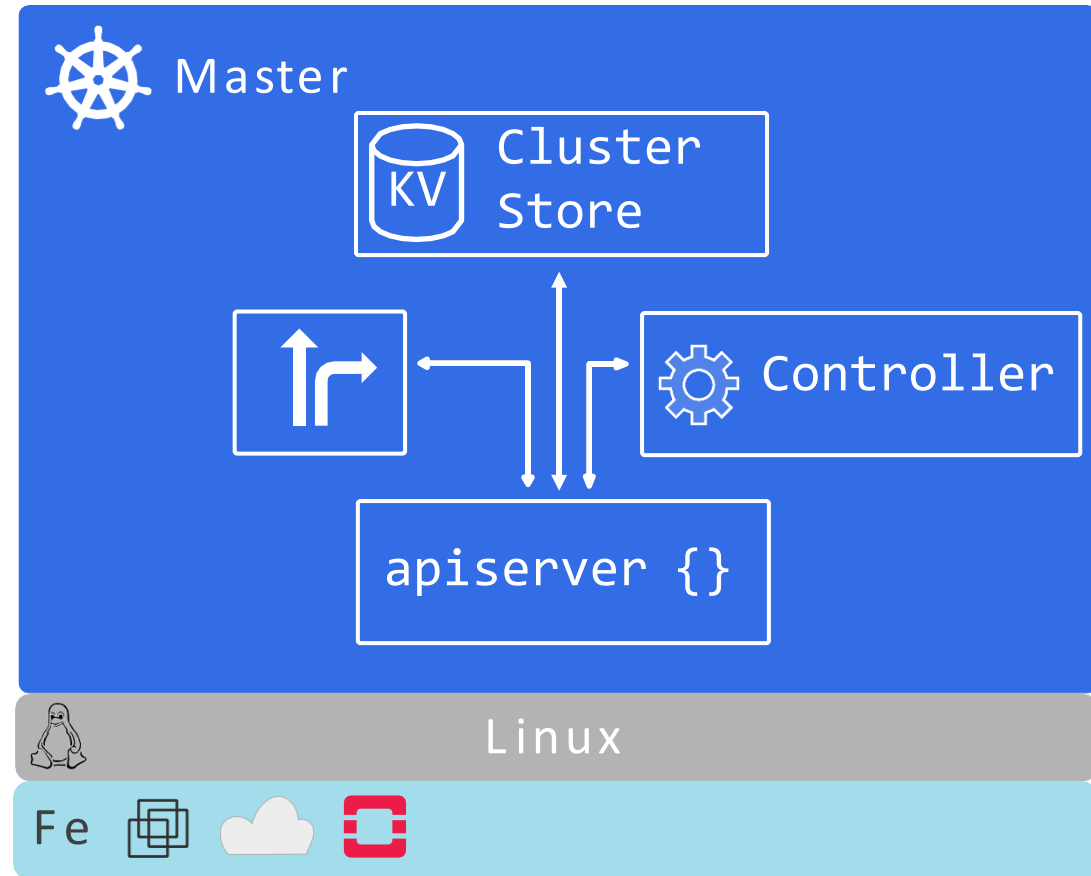 Master
KV
Cluster
Store
Controller
apiserver {}
Linux
Fe